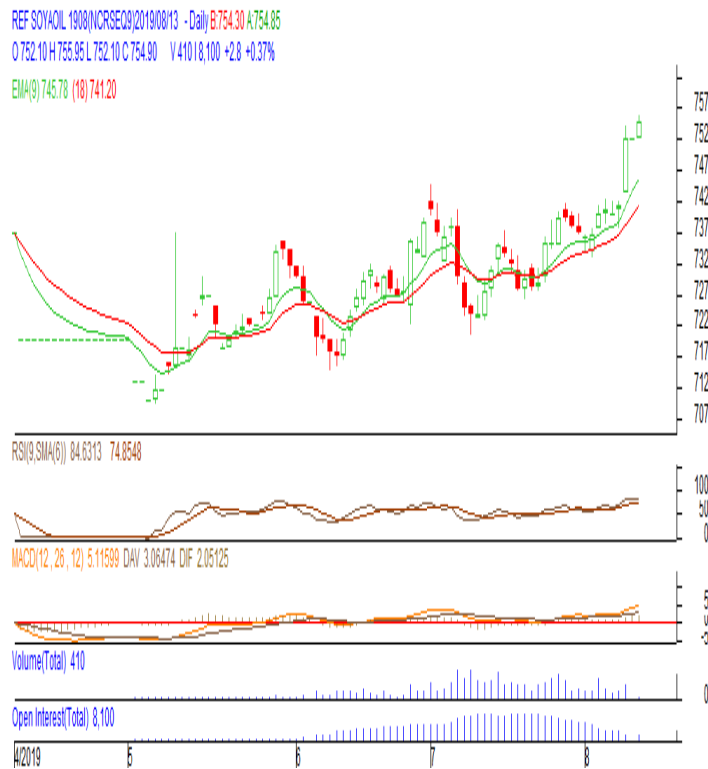 REF SOYAOIL 1908(NCRSEQ9)2019/08/13 - Daily B:754.30 A:754.85
O 752.10 H 755.95 L 752.10 C 754.90 V 410 I 8,100 +2.8 +0.37%
EMA(9) 745.78 (18) 741.20
757
752
747
742
737
732
727
722
717
712
707
RSI(9,SMA(6)) 84.6313 74.8548
100
50
0
MACD(12 , 26 , 12) 5.11599 DAV 3.06474 DIF 2.05125
5
Volume(Total) 410
0
Open Interest(Total) 8,100
4/2019 5 6 7 8